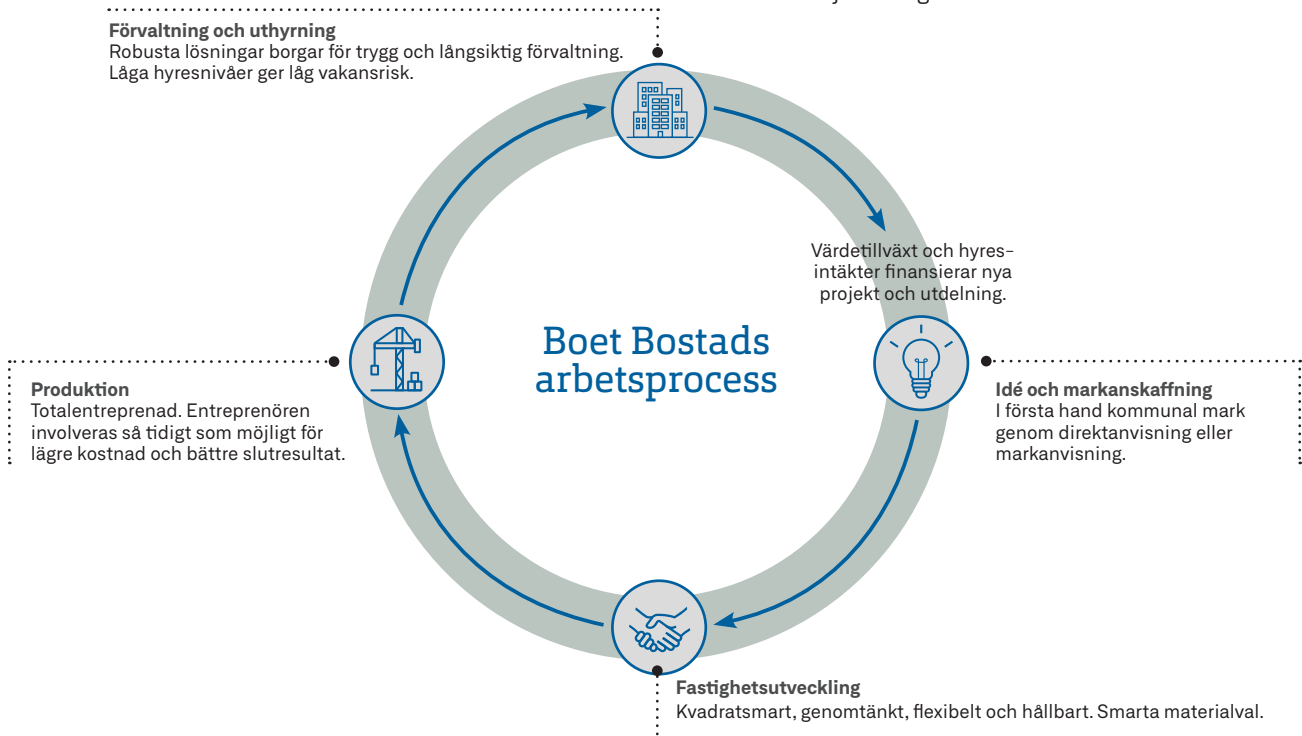 Förvaltning och uthyrning
Robusta lösningar borgar för trygg och långsiktig förvaltning.
Låga hyresnivåer ger låg vakansrisk.
Värdetillväxt och hyres-
intäkter finansierar nya
projekt och utdelning.
Boet Bostads
arbetsprocess
Produktion
Totalentreprenad. Entreprenören
involveras så tidigt som möjligt för
lägre kostnad och bättre slutresultat.
Idé och markanskaffning
I första hand kommunal mark
genom direktanvisning eller
markanvisning.
Fastighetsutveckling
Kvadratsmart, genomtänkt, flexibelt och hållbart. Smarta materialval.